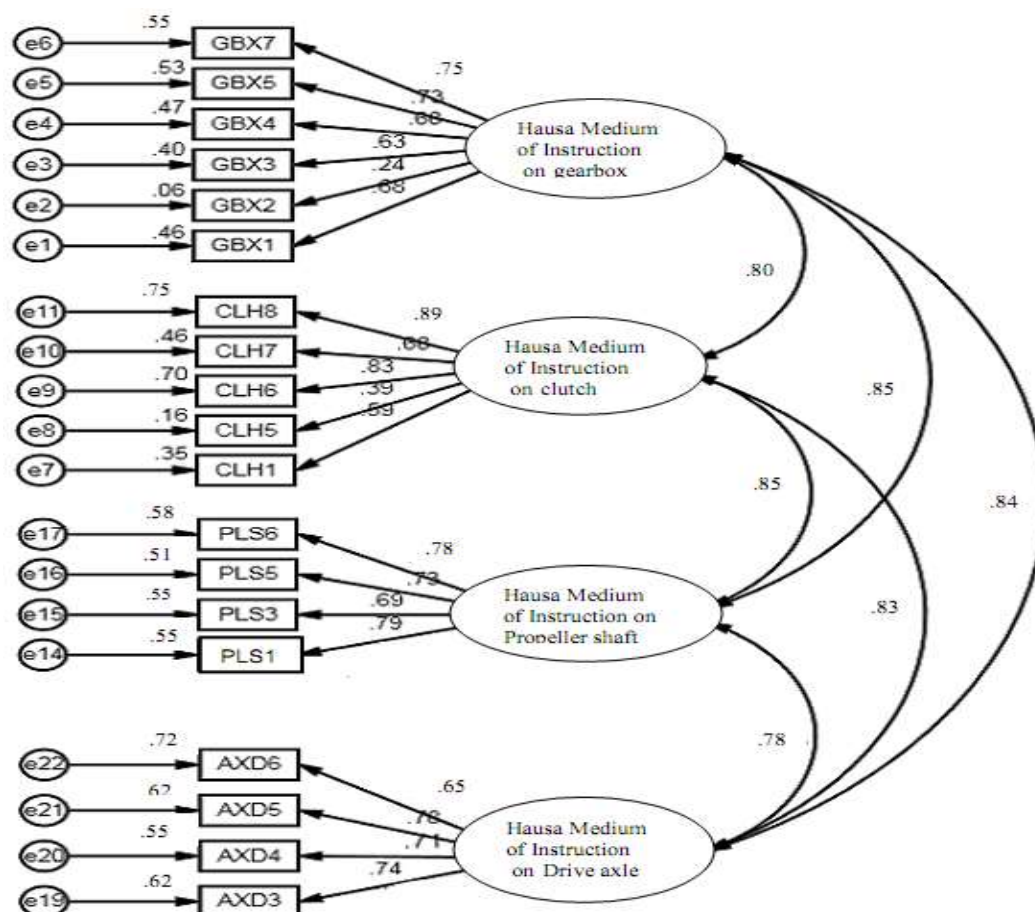 .55
e6 GBX7
.75
.53
e5 GBX5
.73
.47
e4 GBX4
.68
.40
e3 GBX3
.63
.06
e2 GBX2
.24
.46
e1 GBX1
.68
Hausa Medium
of Instruction
on gearbox
.80
.75
e11 CLH8
.89
.46
e10 CLH7
.68
.70
e9 CLH6
.83
.16
e8 CLH5
.39
.35
e7 CLH1
.59
Hausa Medium
of Instruction
on clutch
.85
.85
.84
.58
e17 PLS6
.78
.51
e16 PLS5
.73
.55
e15 PLS3
.69
.55
e14 PLS1
.79
Hausa Medium
of Instruction on
Propeller shaft
.83
.78
.72
e22 AXD6
.65
.62
e21 AXD5
.55
e20 AXD4
.71
.62
e19 AXD3
.74
Hausa Medium
of Instruction
on Drive axle